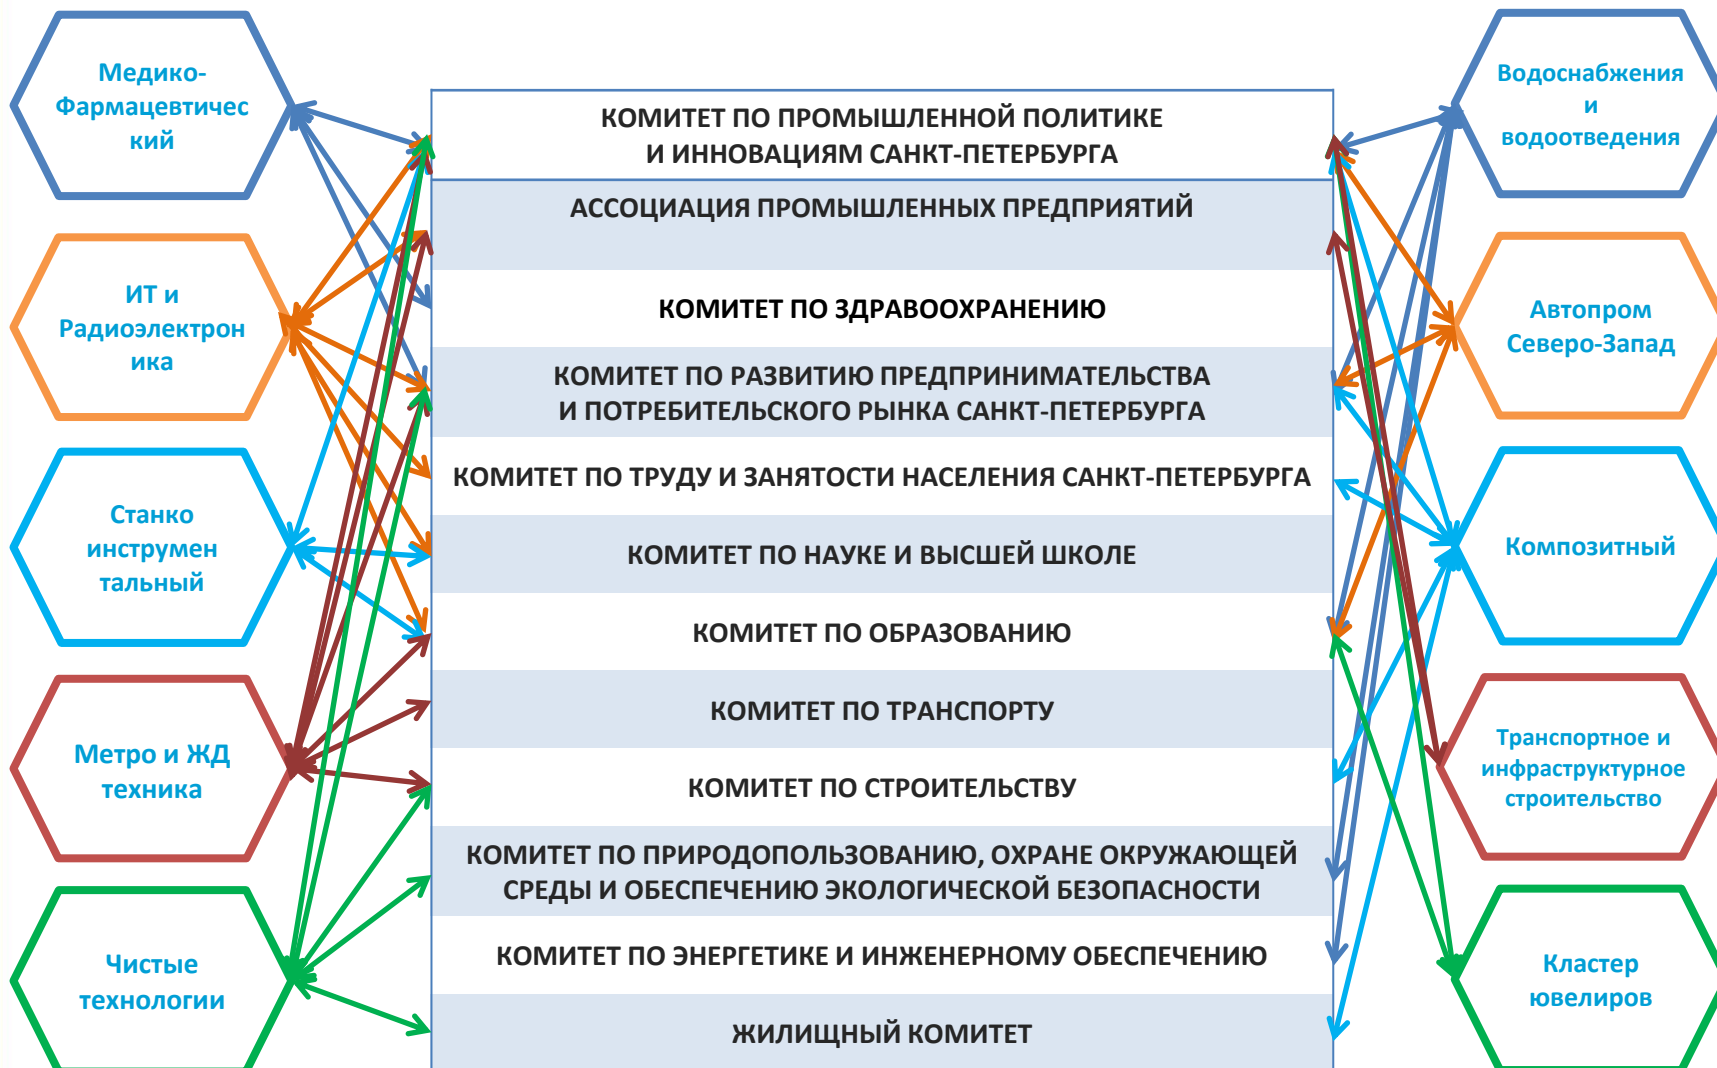 Медико-
Фармацевтичес
кий
ИТ и
Радиоэлектрон
ика
Станко
инструмен
тальный
Метро и ЖД
техника
Чистые
технологии
КОМИТЕТ ПО ПРОМЫШЛЕННОЙ ПОЛИТИКЕ
И ИННОВАЦИЯМ САНКТ-ПЕТЕРБУРГА
АССОЦИАЦИЯ ПРОМЫШЛЕННЫХ ПРЕДПРИЯТИЙ
КОМИТЕТ ПО ЗДРАВООХРАНЕНИЮ
КОМИТЕТ ПО РАЗВИТИЮ ПРЕДПРИНИМАТЕЛЬСТВА
И ПОТРЕБИТЕЛЬСКОГО РЫНКА САНКТ-ПЕТЕРБУРГА
КОМИТЕТ ПО ТРУДУ И ЗАНЯТОСТИ НАСЕЛЕНИЯ САНКТ-ПЕТЕРБУРГА
КОМИТЕТ ПО НАУКЕ И ВЫСШЕЙ ШКОЛЕ
КОМИТЕТ ПО ОБРАЗОВАНИЮ
КОМИТЕТ ПО ТРАНСПОРТУ
КОМИТЕТ ПО СТРОИТЕЛЬСТВУ
КОМИТЕТ ПО ПРИРОДОПОЛЬЗОВАНИЮ, ОХРАНЕ ОКРУЖАЮЩЕЙ
СРЕДЫ И ОБЕСПЕЧЕНИЮ ЭКОЛОГИЧЕСКОЙ БЕЗОПАСНОСТИ
КОМИТЕТ ПО ЭНЕРГЕТИКЕ И ИНЖЕНЕРНОМУ ОБЕСПЕЧЕНИЮ
ЖИЛИЩНЫЙ КОМИТЕТ
Водоснабжения
и
водоотведения
Автопром
Северо-Запад
Композитный
Транспортное и
инфраструктурное
строительство
Кластер
ювелиров